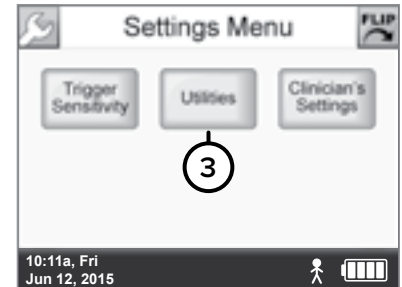 Settings Menu
FLIP
Trigger
Sensitivity
Utilities
Clinician's
Settings
3
10:11a, Fri
Jun 12, 2015